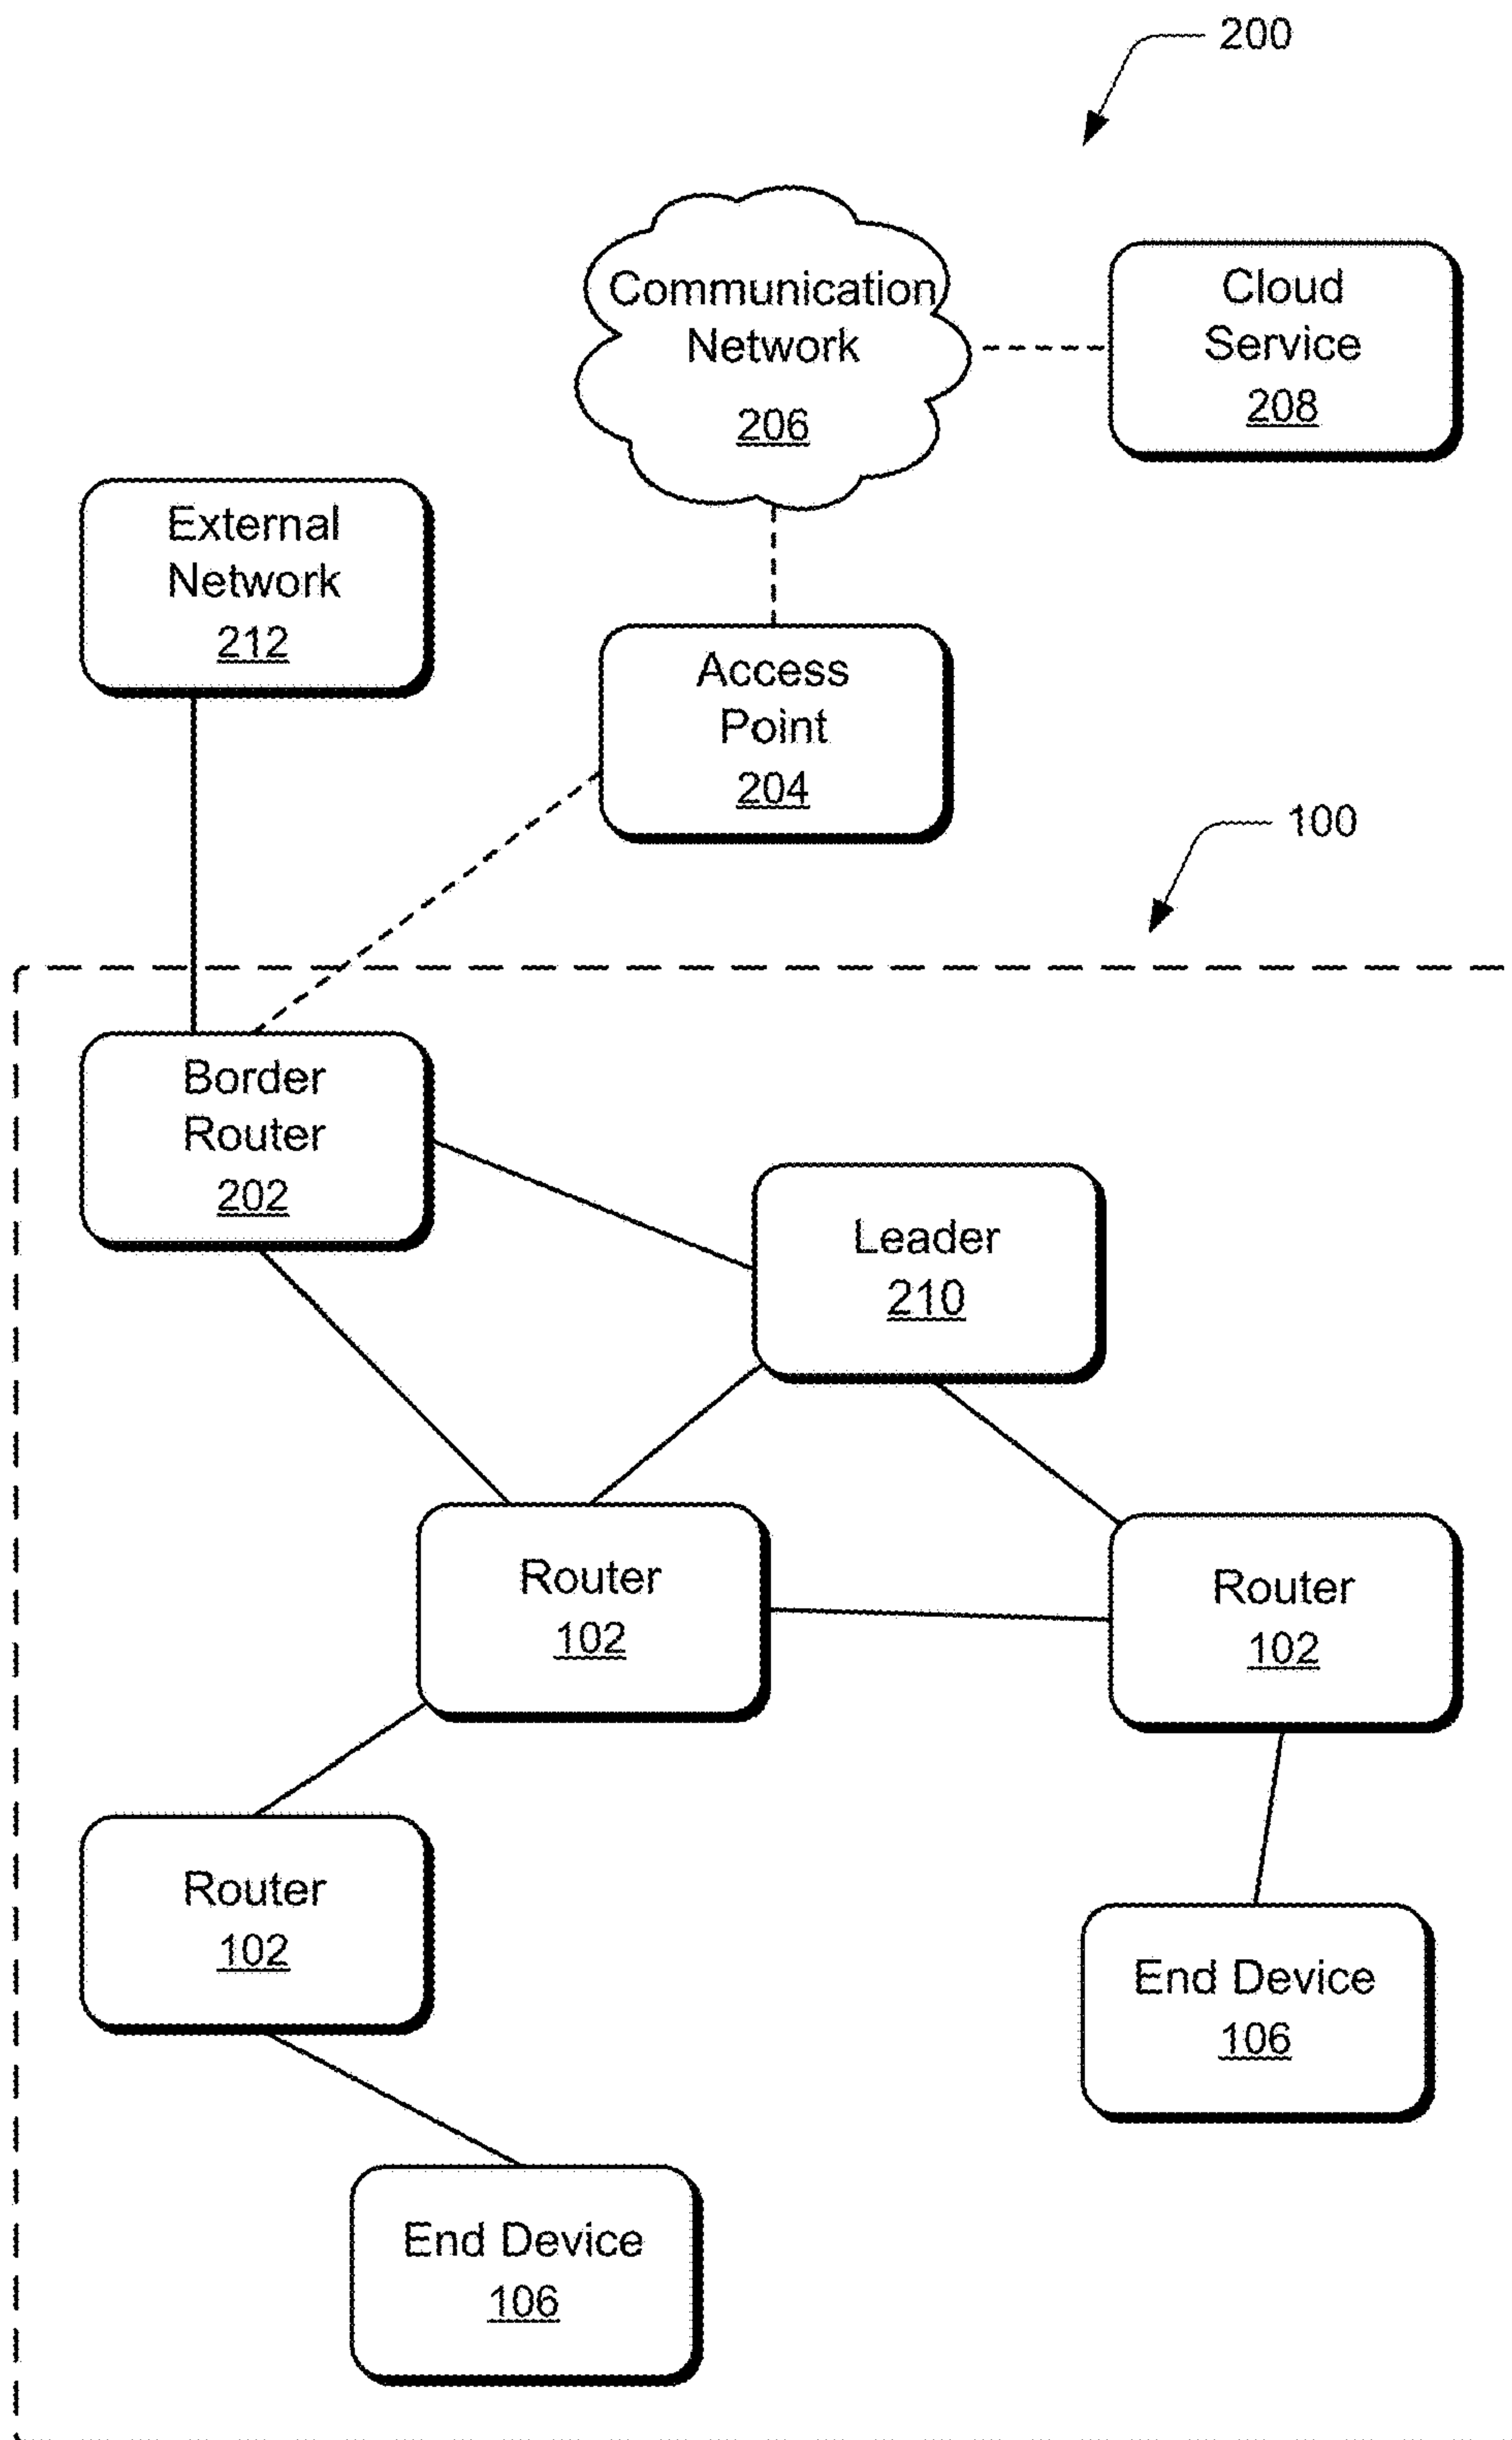 200
Communication
Network
206
Cloud
Service
208
External
Network
212
Access
Point
204
100
Border
Router
202
Leader
210
Router
102
Router
102
Router
102
End Device
106
End Device
106